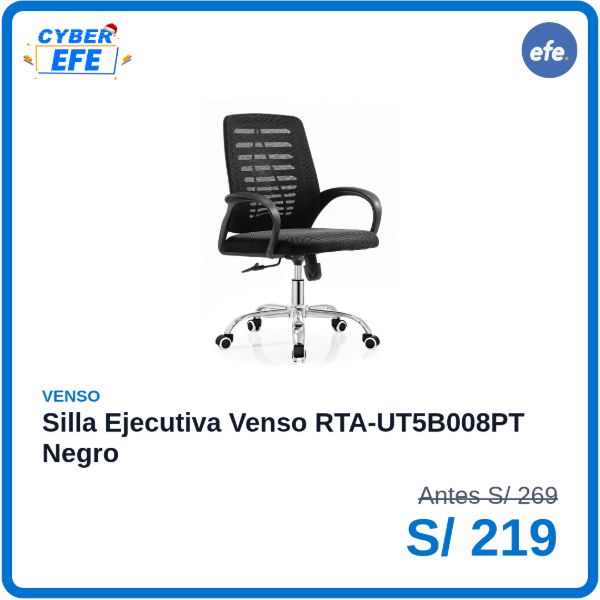 CYBER
EFE
efe.
VENSO
Silla Ejecutiva Venso RTA-UT5B008PT
Negro
Antes S/ 269
S/ 219